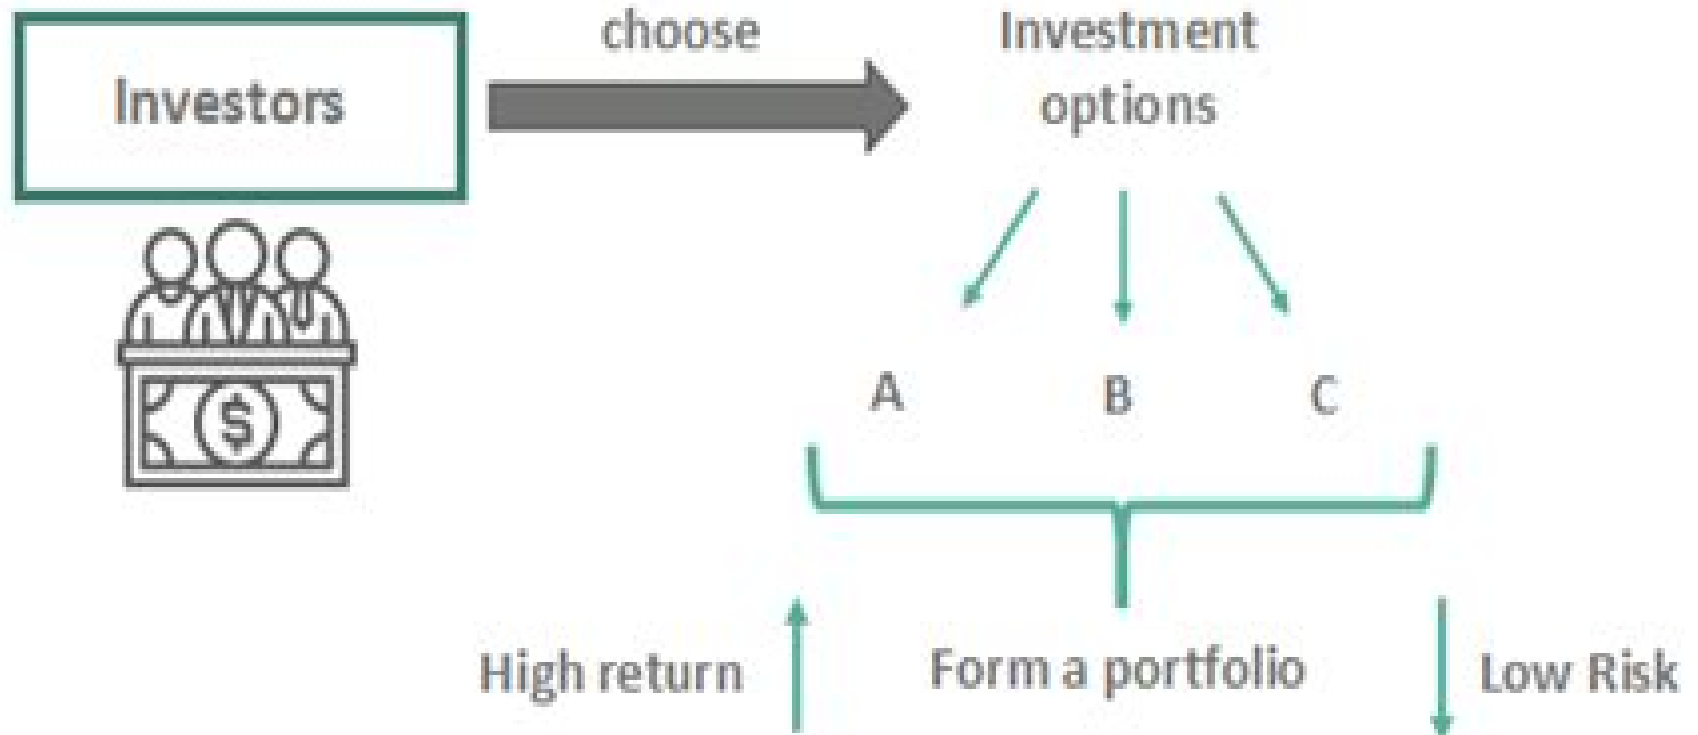 Investors
choose
Investment
options
A B C
$
High return
Form a portfolio
Low Risk